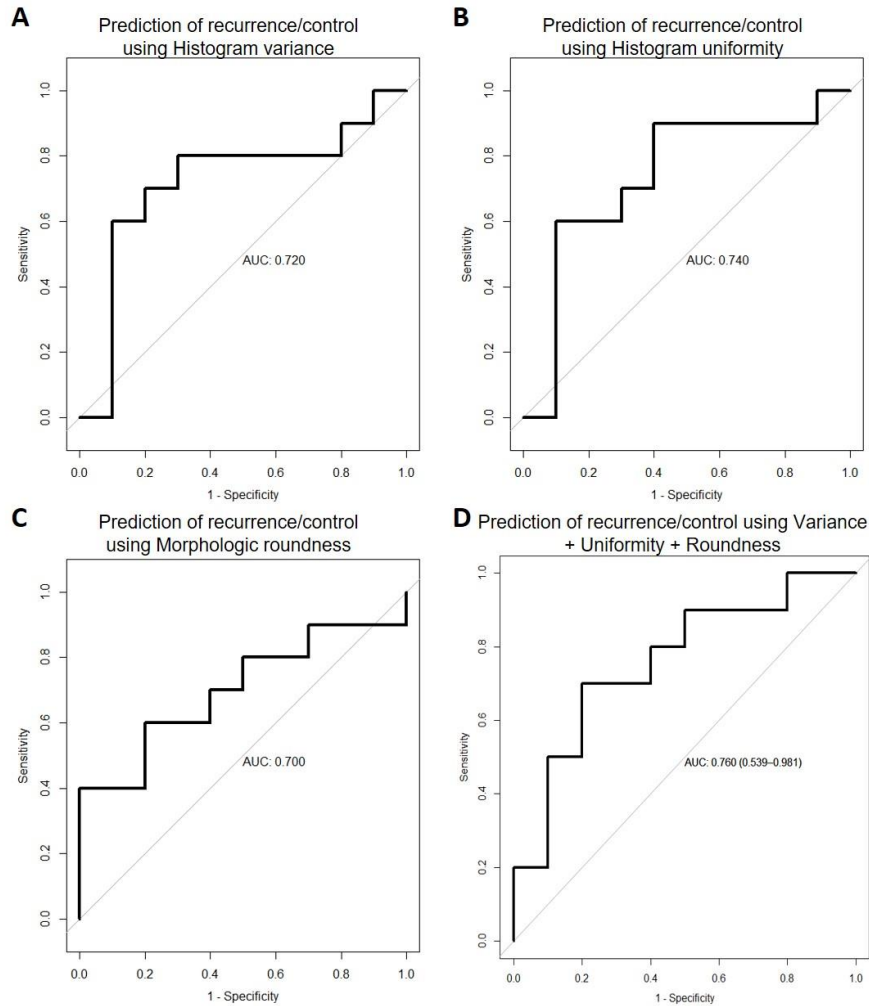 A
Prediction of recurrence/control
using Histogram variance
Sensitivity
1.0
0.8
0.6
0.4
0.2
0.0
AUC: 0.720
0.0 0.2 0.4 0.6 0.8 1.0
1 - Specificity
B
Prediction of recurrence/control
using Histogram uniformity
Sensitivity
1.0
0.8
0.6
0.4
0.2
0.0
AUC: 0.740
0.0 0.2 0.4 0.6 0.8 1.0
1 - Specificity
C
Prediction of recurrence/control
using Morphologic roundness
Sensitivity
1.0
0.8
0.6
0.4
0.2
0.0
AUC: 0.700
0.0 0.2 0.4 0.6 0.8 1.0
1 - Specificity
D
Prediction of recurrence/control using Variance
+ Uniformity + Roundness
Sensitivity
1.0
0.8
0.6
0.4
0.2
0.0
AUC: 0.760 (0.539–0.981)
0.0 0.2 0.4 0.6 0.8 1.0
1 - Specificity